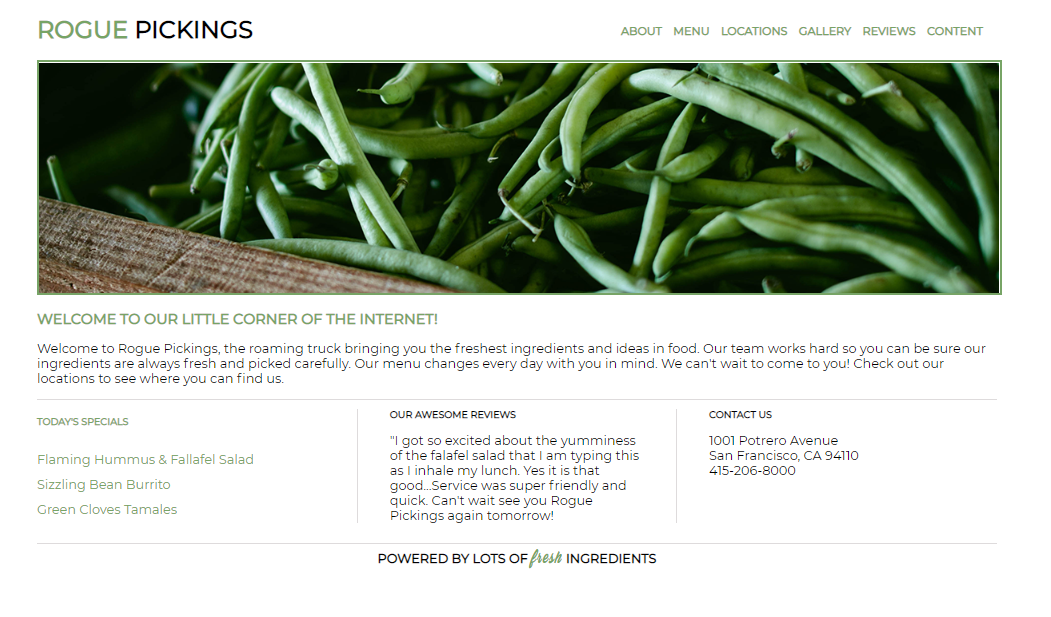 ROGUE PICKINGS
ABOUT MENU LOCATIONS GALLERY REVIEWS CONTENT
WELCOME TO OUR LITTLE CORNER OF THE INTERNET!
Welcome to Rogue Pickings, the roaming truck bringing you the freshest ingredients and ideas in food. Our team works hard so you can be sure our
ingredients are always fresh and picked carefully. Our menu changes every day with you in mind. We can't wait to come to you! Check out our
locations to see where you can find us.
TODAY'S SPECIALS
Flaming Hummus & Fallafel Salad
Sizzling Bean Burrito
Green Cloves Tamales
OUR AWESOME REVIEWS
"I got so excited about the yumminess
of the falafel salad that I am typing this
as I inhale my lunch. Yes it is that
good...Service was super friendly and
quick. Can't wait see you Rogue
Pickings again tomorrow!
CONTACT US
1001 Potrero Avenue
San Francisco, CA 94110
415-206-8000
POWERED BY LOTS OF fresh INGREDIENTS